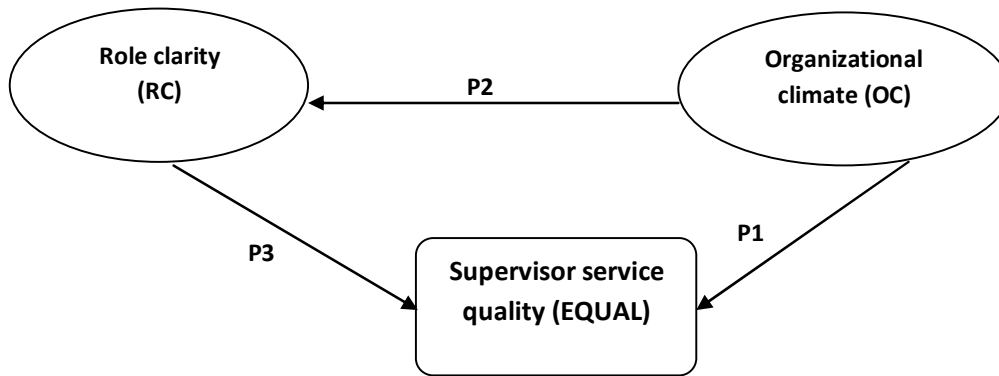 Role clarity
(RC)
Organizational
climate (OC)
P2
P1
P3
Supervisor service
quality (EQUAL)